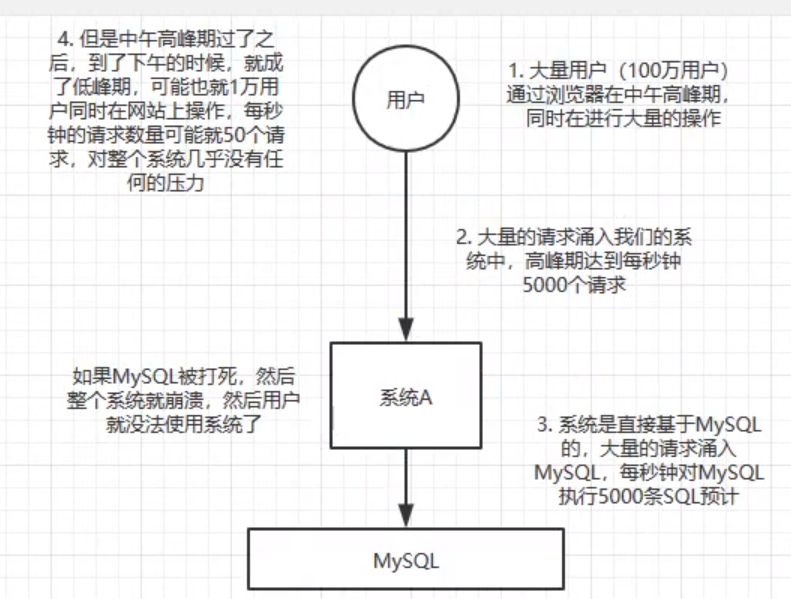 4. 但是中午高峰期过了之
后，到了下午的时候，就成
了低峰期，可能也就1万用
户同时在网站上操作，每秒
钟的请求数量可能就50个请
求，对整个系统几乎没有任
何的压力
用户
1. 大量用户（100万用户）
通过浏览器在中午高峰期，
同时在进行大量的操作
2. 大量的请求涌入我们的系
统中，高峰期达到每秒钟
5000个请求
如果MySQL被打死，然后
整个系统就崩溃，然后用户
就没法使用系统了
系统A
3. 系统是直接基于MySQL
的，大量的请求涌入
MySQL，每秒钟对MySQL
执行5000条SQL预计
MySQL